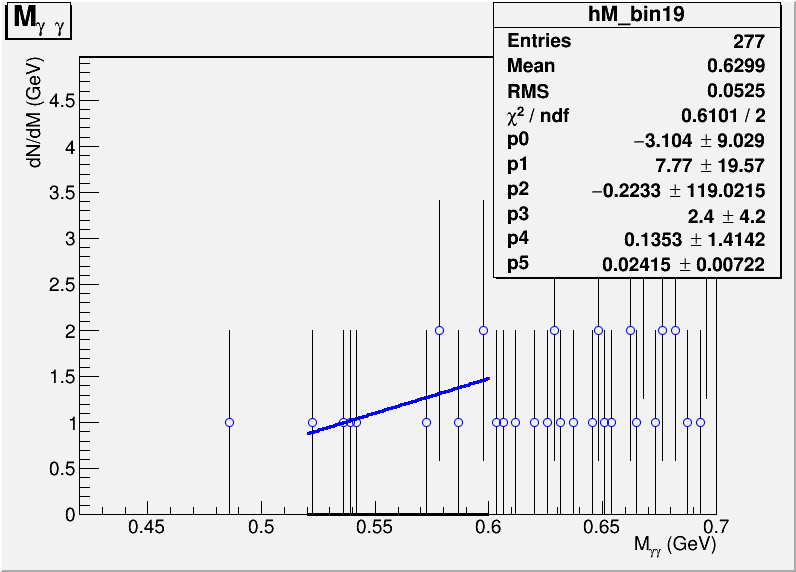 Mγ γ
hM_bin19
Entries 277
Mean 0.6299
RMS 0.0525
χ² / ndf 0.6101 / 2
p0 −3.104 ± 9.029
p1 7.77 ± 19.57
p2 −0.2233 ± 119.0215
p3 2.4 ± 4.2
p4 0.1353 ± 1.4142
p5 0.02415 ± 0.00722
dN/dM (GeV)
4.5
4
3.5
3
2.5
2
1.5
1
0.5
0
0.45 0.5 0.55 0.6 0.65 0.7
Mγγ (GeV)